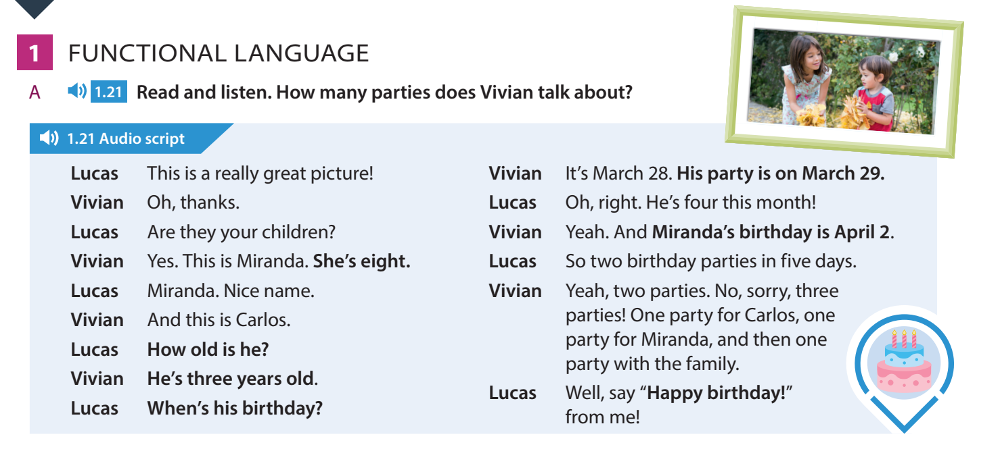 1 FUNCTIONAL LANGUAGE
A 1.21 Read and listen. How many parties does Vivian talk about?
1.21 Audio script
Lucas This is a really great picture!
Vivian Oh, thanks.
Lucas Are they your children?
Vivian Yes. This is Miranda. She’s eight.
Lucas Miranda. Nice name.
Vivian And this is Carlos.
Lucas How old is he?
Vivian He’s three years old.
Lucas When’s his birthday?
Vivian It’s March 28. His party is on March 29.
Lucas Oh, right. He’s four this month!
Vivian Yeah. And Miranda’s birthday is April 2.
Lucas So two birthday parties in five days.
Vivian Yeah, two parties. No, sorry, three
parties! One party for Carlos, one
party for Miranda, and then one
party with the family.
Lucas Well, say “Happy birthday!”
from me!